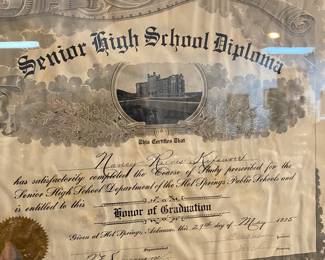 Senior High School Diploma
This Certifies That
Nancy
has satisfactorily completed the Course of Study prescribed for the
Senior High School Department of the Hot Springs Public Schools and
is entitled to this
Honor of Graduation
Given at Hot Springs, Arkansas, this 29th day of May